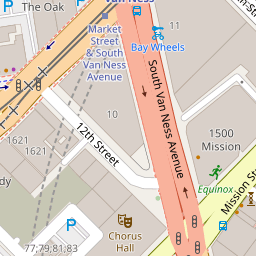 The Oak
Van Ness
P
P
Market
Street & South
Van Ness
Avenue
Bay Wheels
South Van Ness Avenue
10
12th Street
1621
1621
1500
Mission
Equinox
Mission St
P
Chorus
Hall
77;79;81;83